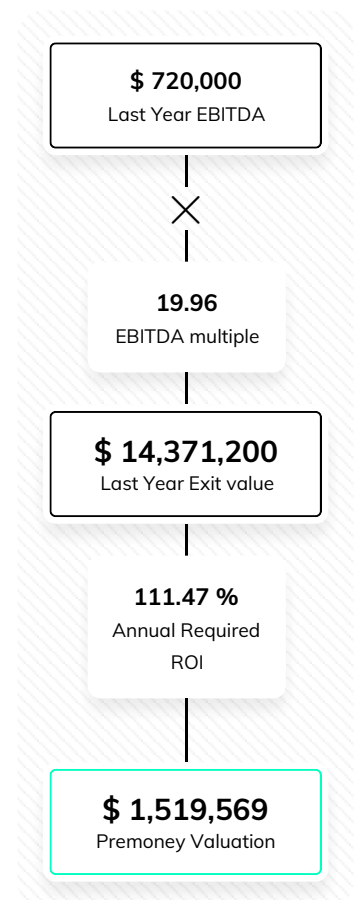 $ 720,000
Last Year EBITDA
19.96
EBITDA multiple
$ 14,371,200
Last Year Exit value
111.47 %
Annual Required
ROI
$ 1,519,569
Premoney Valuation